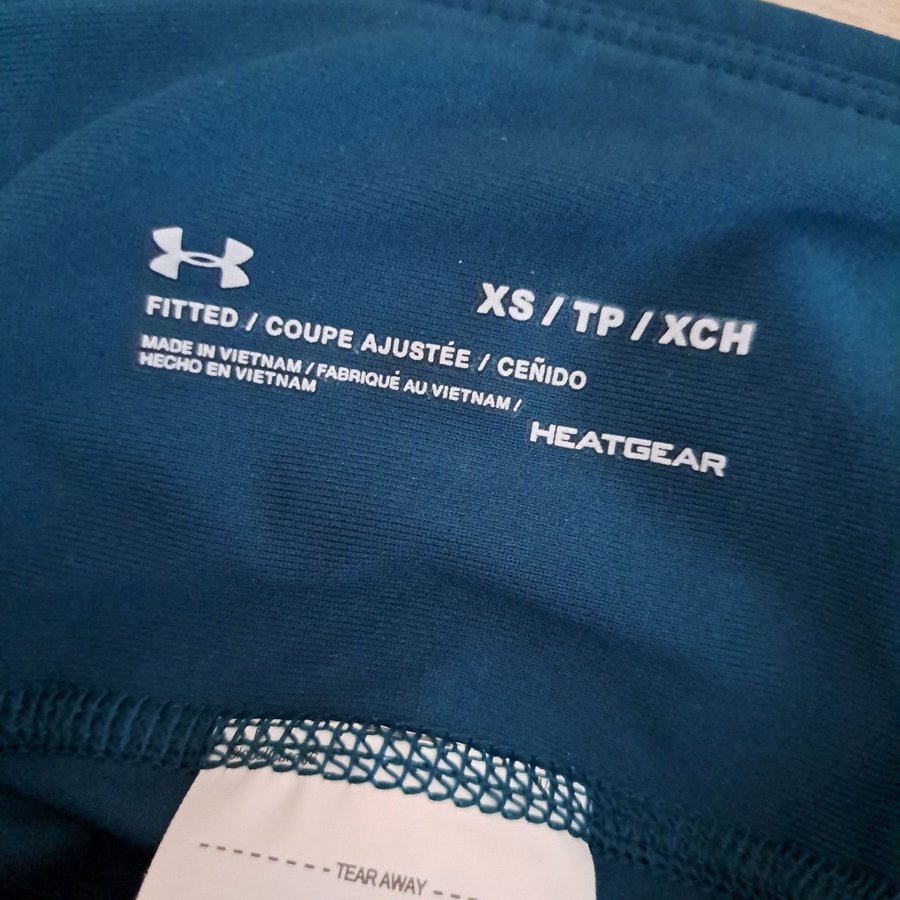 XS / TP / XCH
FITTED / COUPE AJUSTÉE / CEÑIDO
MADE IN VIETNAM / FABRIQUÉ AU VIETNAM /
HECHO EN VIETNAM
HEATGEAR
TEAR AWAY